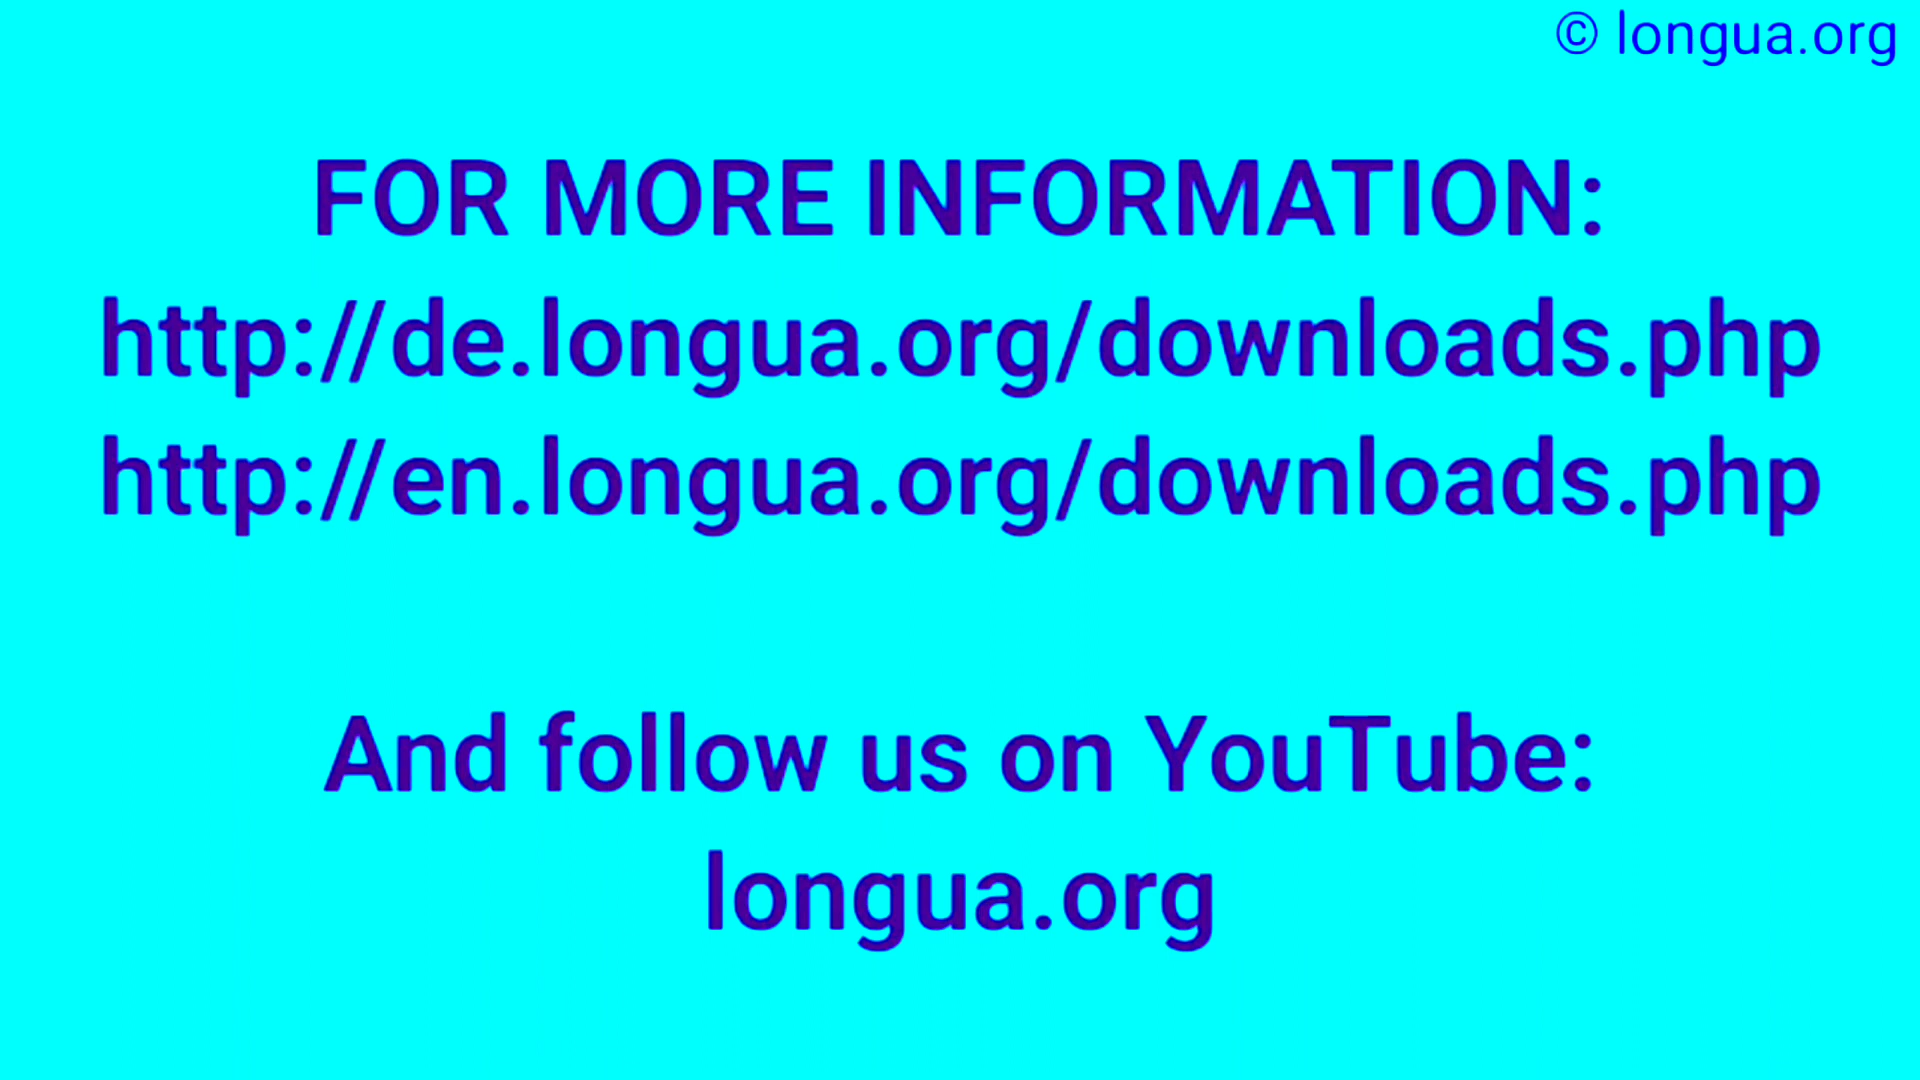 © longua.org
FOR MORE INFORMATION:
http://de.longua.org/downloads.php
http://en.longua.org/downloads.php
And follow us on YouTube:
longua.org